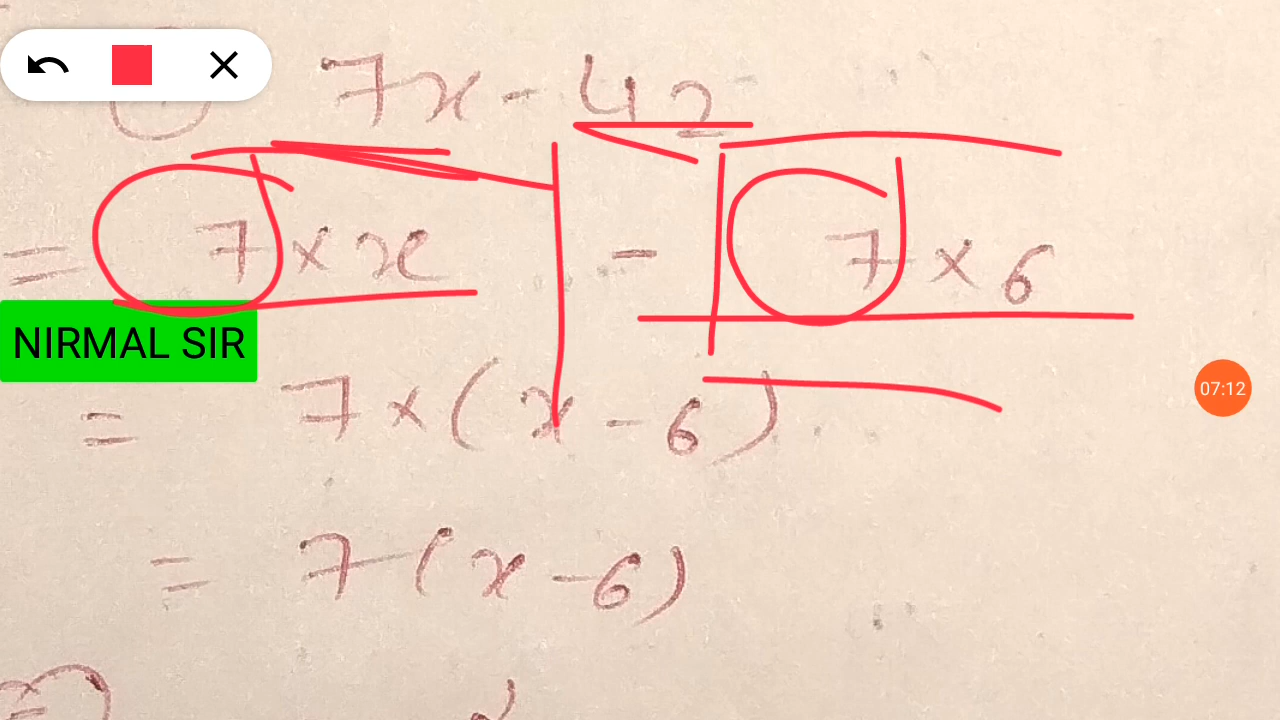 7x - 42
= 7 × x - 7 × 6
NIRMAL SIR
= 7 × (x - 6)
07:12
= 7 (x - 6)